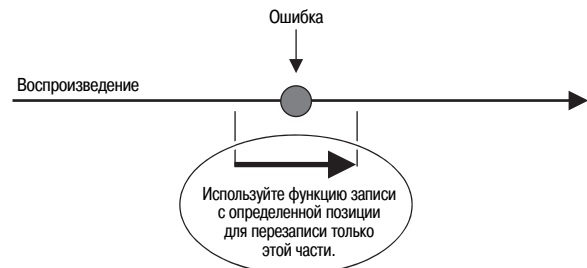 Ошибка
Воспроизведение
Используйте функцию записи
с определенной позиции
для перезаписи только
этой части.